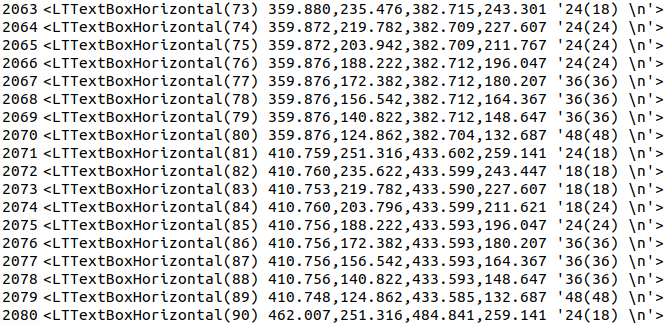 2063 <LTTextBoxHorizontal(73) 359.880,235.476,382.715,243.301 '24(18) \n'>
2064 <LTTextBoxHorizontal(74) 359.872,219.782,382.709,227.607 '24(24) \n'>
2065 <LTTextBoxHorizontal(75) 359.872,203.942,382.709,211.767 '24(24) \n'>
2066 <LTTextBoxHorizontal(76) 359.876,188.222,382.712,196.047 '24(24) \n'>
2067 <LTTextBoxHorizontal(77) 359.876,172.382,382.712,180.207 '36(36) \n'>
2068 <LTTextBoxHorizontal(78) 359.876,156.542,382.712,164.367 '36(36) \n'>
2069 <LTTextBoxHorizontal(79) 359.876,140.822,382.712,148.647 '36(36) \n'>
2070 <LTTextBoxHorizontal(80) 359.876,124.862,382.704,132.687 '48(48) \n'>
2071 <LTTextBoxHorizontal(81) 410.759,251.316,433.602,259.141 '24(18) \n'>
2072 <LTTextBoxHorizontal(82) 410.760,235.622,433.599,243.447 '18(18) \n'>
2073 <LTTextBoxHorizontal(83) 410.753,219.782,433.590,227.607 '18(18) \n'>
2074 <LTTextBoxHorizontal(84) 410.760,203.796,433.599,211.621 '18(24) \n'>
2075 <LTTextBoxHorizontal(85) 410.756,188.222,433.593,196.047 '24(24) \n'>
2076 <LTTextBoxHorizontal(86) 410.756,172.382,433.593,180.207 '36(36) \n'>
2077 <LTTextBoxHorizontal(87) 410.756,156.542,433.593,164.367 '36(36) \n'>
2078 <LTTextBoxHorizontal(88) 410.756,140.822,433.593,148.647 '36(36) \n'>
2079 <LTTextBoxHorizontal(89) 410.748,124.862,433.585,132.687 '48(48) \n'>
2080 <LTTextBoxHorizontal(90) 462.007,251.316,484.841,259.141 '24(18) \n'>